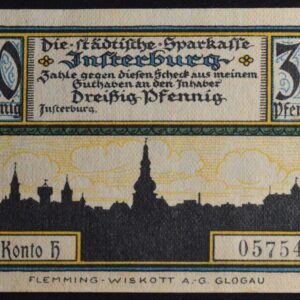 Die städtische Sparkasse
Insterburg
Zahle gegen diesen Scheck aus meinem
Guthaben an den Inhaber
Dreißig Pfennig
Insterburg.
Konto H
05754
FLEMMING-WISKOTT A.-G. GLOGAU